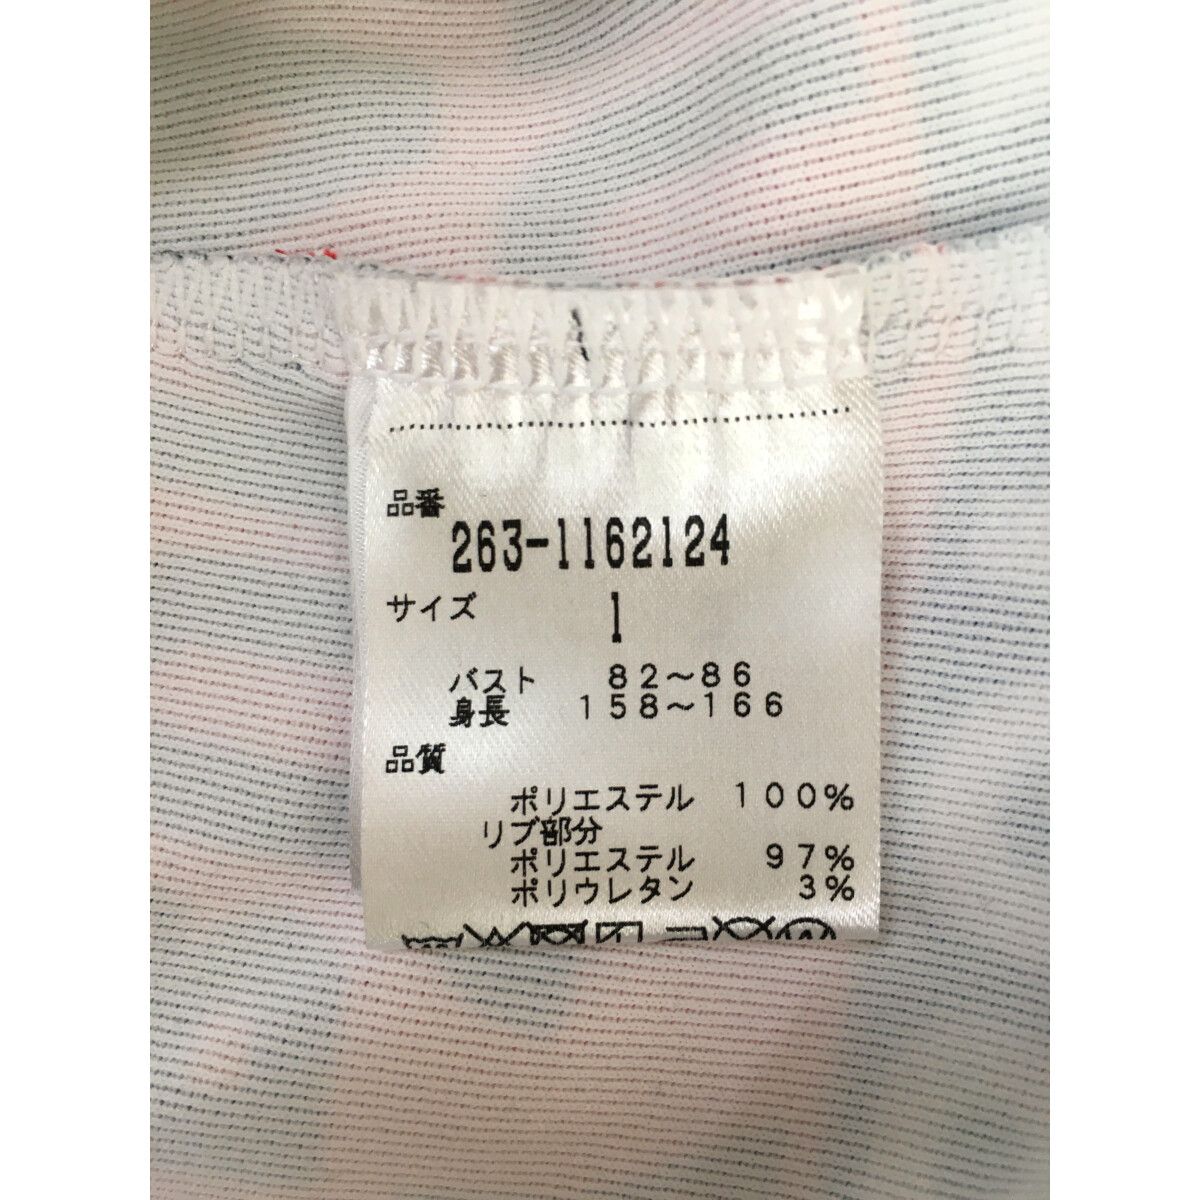 品番
263-1162124
サイズ 1
バスト 82～86
身長 158～166
品質
ポリエステル 100%
リブ部分
ポリエステル 97%
ポリウレタン 3%